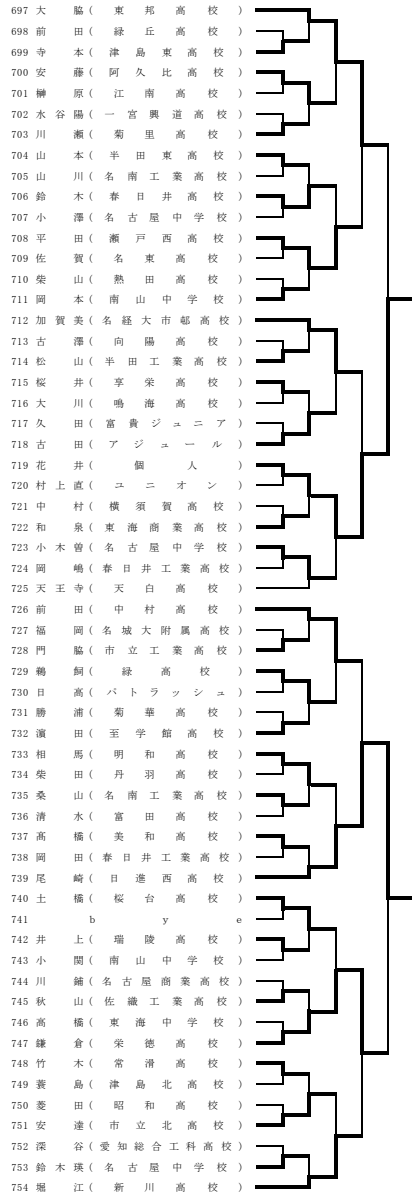 697 大脇(東邦高校)
698 前田(緑丘高校)
699 寺本(津島東高校)
700 安藤(阿久比高校)
701 榊原(江南高校)
702 水谷陽(一宮興道高校)
703 川瀬(菊里高校)
704 山本(半田東高校)
705 山川(名南工業高校)
706 鈴木(春日井高校)
707 小澤(名古屋中学校)
708 平田(瀬戸西高校)
709 佐賀(名東高校)
710 柴山(熱田高校)
711 岡本(南山中学校)
712 加賀美(名経大市邨高校)
713 古澤(向陽高校)
714 松山(半田工業高校)
715 桜井(享栄高校)
716 大川(鳴海高校)
717 久田(富貴ジュニア)
718 古田(アジュール)
719 花井(個人)
720 村上直(ユニオン)
721 中村(横須賀高校)
722 和泉(東海商業高校)
723 小木曽(名古屋中学校)
724 岡嶋(春日井工業高校)
725 天王寺(天白高校)
726 前田(中村高校)
727 福岡(名城大附属高校)
728 門脇(市立工業高校)
729 鵜飼(緑高校)
730 日高(パトラッシュ)
731 勝浦(菊華高校)
732 濵田(至学館高校)
733 相馬(明和高校)
734 柴田(丹羽高校)
735 桑山(名南工業高校)
736 清水(富田高校)
737 髙橋(美和高校)
738 岡田(春日井工業高校)
739 尾崎(日進西高校)
740 土橋(桜台高校)
741 bye
742 井上(瑞陵高校)
743 小関(南山中学校)
744 川鋪(名古屋商業高校)
745 秋山(佐織工業高校)
746 高橋(東海中学校)
747 鎌倉(栄徳高校)
748 竹木(常滑高校)
749 蓑島(津島北高校)
750 菱田(昭和高校)
751 安達(市立北高校)
752 深谷(愛知総合工科高校)
753 鈴木瑛(名古屋中学校)
754 堀江(新川高校)